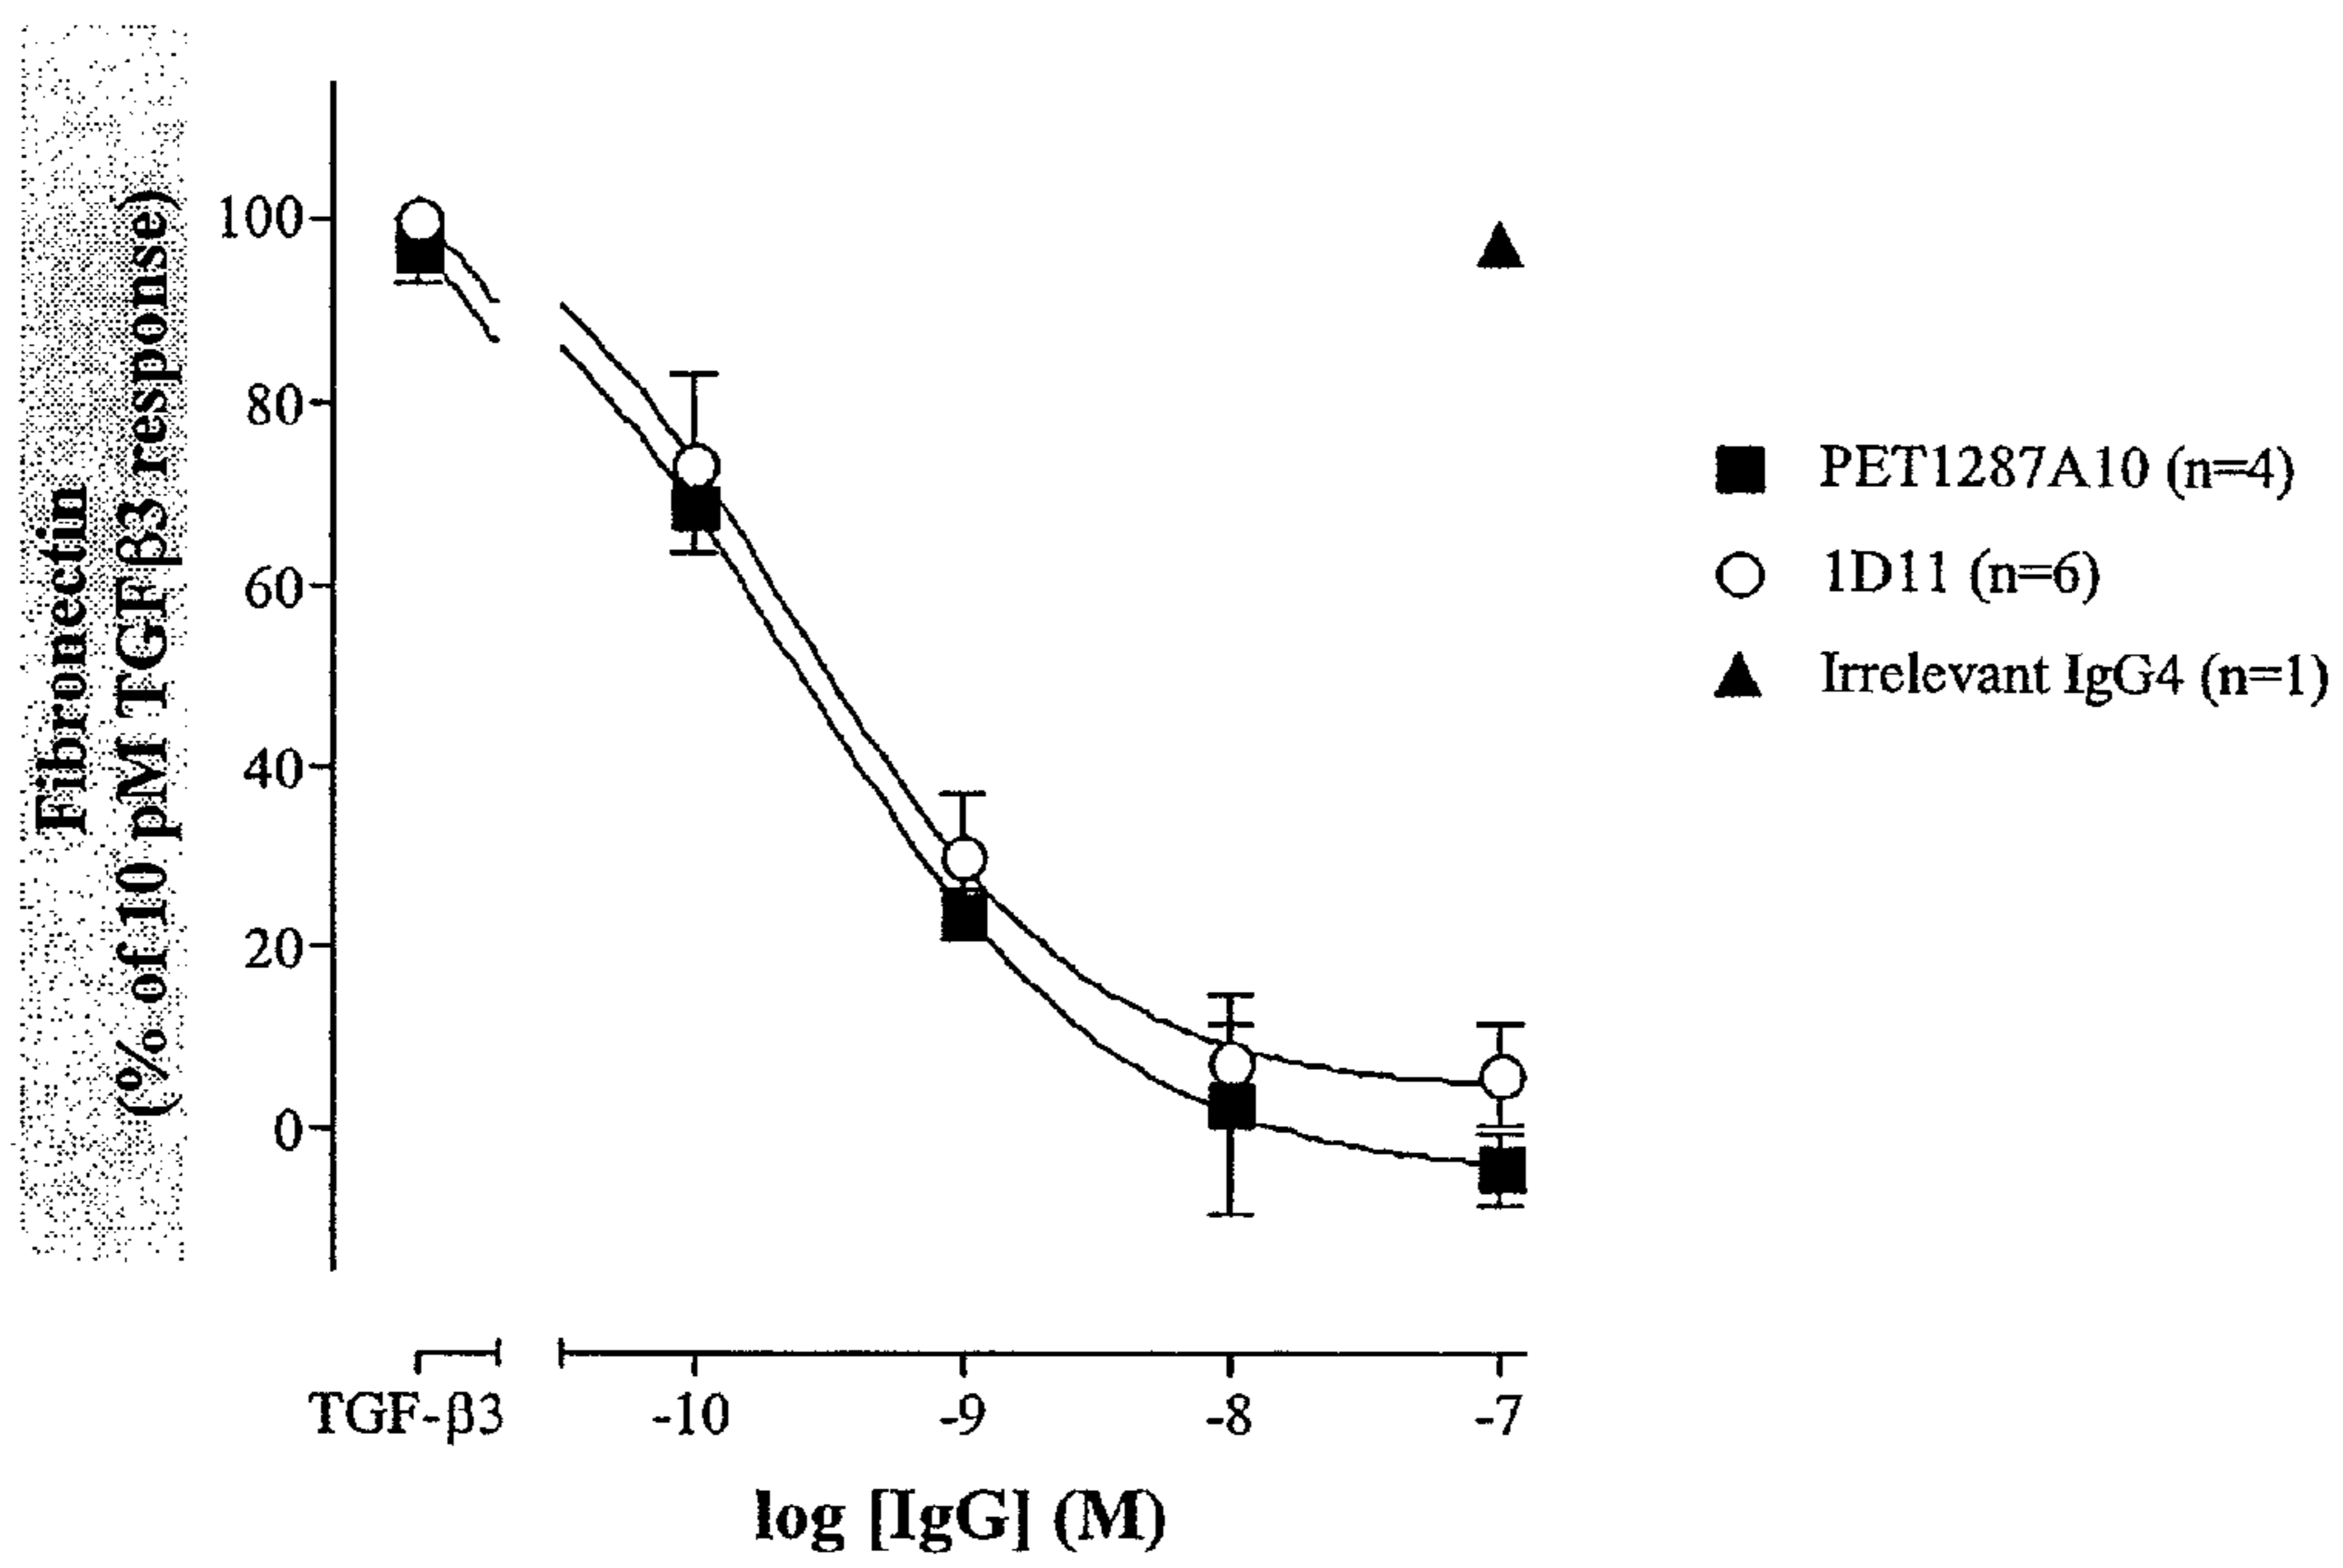 Fibronectin
(% of 10 pM TGFβ3 response)
100
80
60
40
20
0
PET1287A10 (n=4)
1D11 (n=6)
Irrelevant IgG4 (n=1)
TGF-β3
-10
-9
-8
-7
log [IgG] (M)